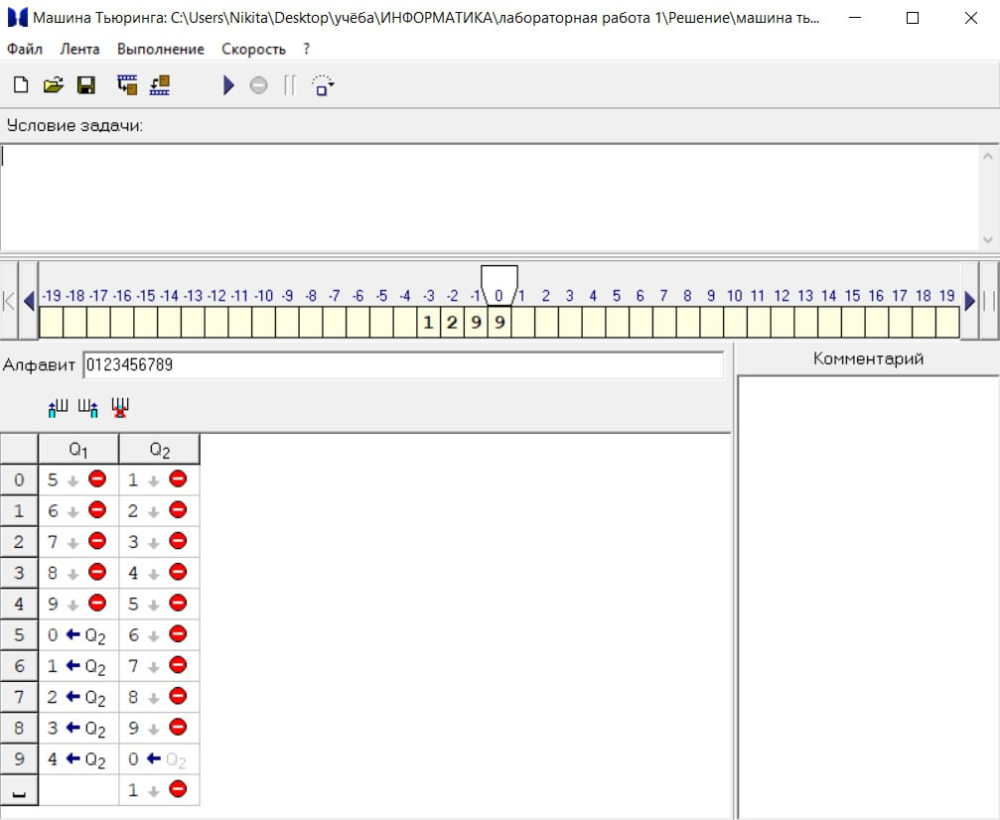 Машина Тьюринга: C:\Users\Nikita\Desktop\учёба\ИНФОРМАТИКА\лабораторная работа 1\Решение\машина ть...
Файл Лента Выполнение Скорость ?
Условие задачи:
-19 -18 -17 -16 -15 -14 -13 -12 -11 -10 -9 -8 -7 -6 -5 -4 -3 -2 -1 0 1 2 3 4 5 6 7 8 9 10 11 12 13 14 15 16 17 18 19
1 2 9 9
Алфавит 0123456789
Комментарий
Q1 Q2
0 5 ↓ 1 ↓
1 6 ↓ 2 ↓
2 7 ↓ 3 ↓
3 8 ↓ 4 ↓
4 9 ↓ 5 ↓
5 0 ← Q2 6 ↓
6 1 ← Q2 7 ↓
7 2 ← Q2 8 ↓
8 3 ← Q2 9 ↓
9 4 ← Q2 0 ← Q2
1 ↓